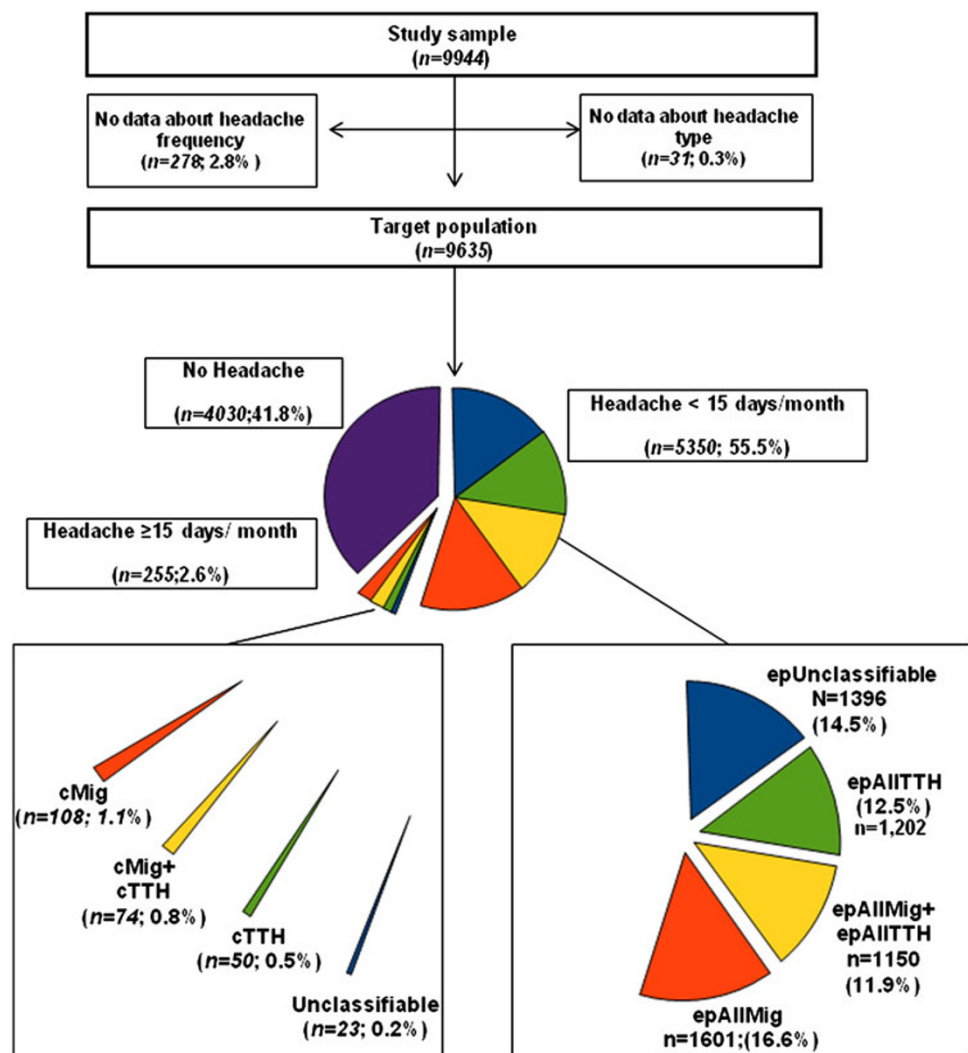 Study sample
(n=9944)
No data about headache
frequency
(n=278; 2.8% )
No data about headache
type
(n=31; 0.3%)
Target population
(n=9635)
No Headache
(n=4030;41.8%)
Headache < 15 days/month
(n=5350; 55.5%)
Headache ≥15 days/ month
(n=255;2.6%)
cMig
(n=108; 1.1%)
cMig+
cTTH
(n=74; 0.8%)
cTTH
(n=50; 0.5%)
Unclassifiable
(n=23; 0.2%)
epUnclassifiable
N=1396
(14.5%)
epAllTTH
(12.5%)
n=1,202
epAllMig+
epAllTTH
n=1150
(11.9%)
epAllMig
n=1601;(16.6%)